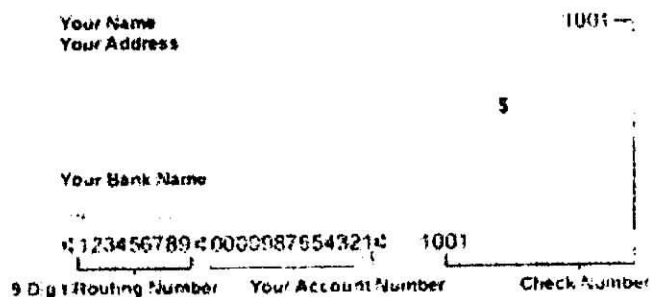 Your Name 1001
Your Address
$
Your Bank Name
⑆123456789⑆0000987654321⑆ 1001
9 Digit Routing Number Your Account Number Check Number